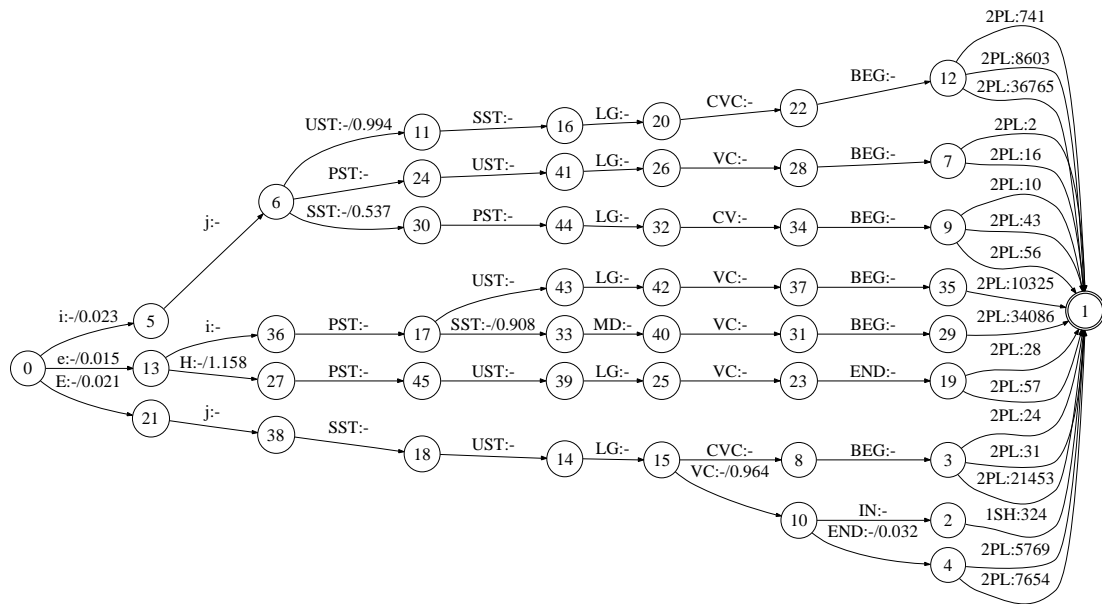 2PL:741
2PL:8603
2PL:36765
BEG:-
12
CVC:-
22
UST:-/0.994
11
SST:-
16
LG:-
20
2PL:2
2PL:16
PST:-
24
UST:-
41
LG:-
26
VC:-
28
BEG:-
7
6
2PL:10
2PL:43
2PL:56
SST:-/0.537
30
PST:-
44
LG:-
32
CV:-
34
BEG:-
9
j:-
UST:-
43
LG:-
42
VC:-
37
BEG:-
35
2PL:10325
1
i:-/0.023
5
i:-
36
PST:-
17
SST:-/0.908
33
MD:-
40
VC:-
31
BEG:-
29
2PL:34086
0
e:-/0.015
13
H:-/1.158
27
PST:-
45
UST:-
39
LG:-
25
VC:-
23
END:-
19
2PL:28
2PL:57
E:-/0.021
21
j:-
38
SST:-
18
UST:-
14
LG:-
15
CVC:-
8
BEG:-
3
2PL:24
2PL:31
2PL:21453
VC:-/0.964
10
IN:-
2
1SH:324
END:-/0.032
4
2PL:5769
2PL:7654